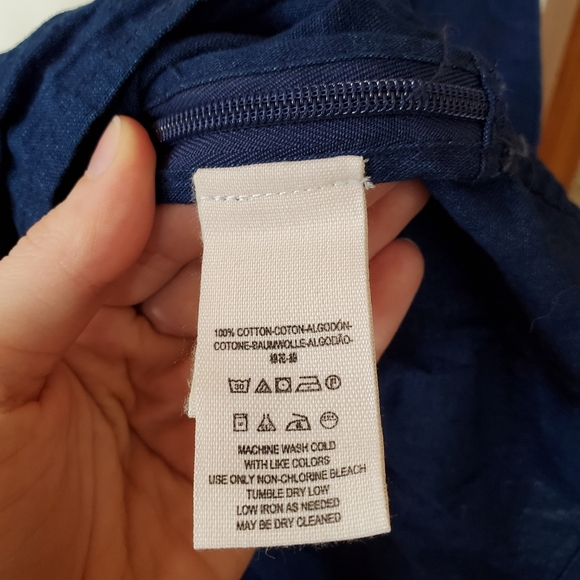 100% COTTON-COTON-ALGODÓN-
COTONE-BAUMWOLLE-ALGODÃO-
30
MACHINE WASH COLD
WITH LIKE COLORS
USE ONLY NON-CHLORINE BLEACH
TUMBLE DRY LOW
LOW IRON AS NEEDED
MAY BE DRY CLEANED